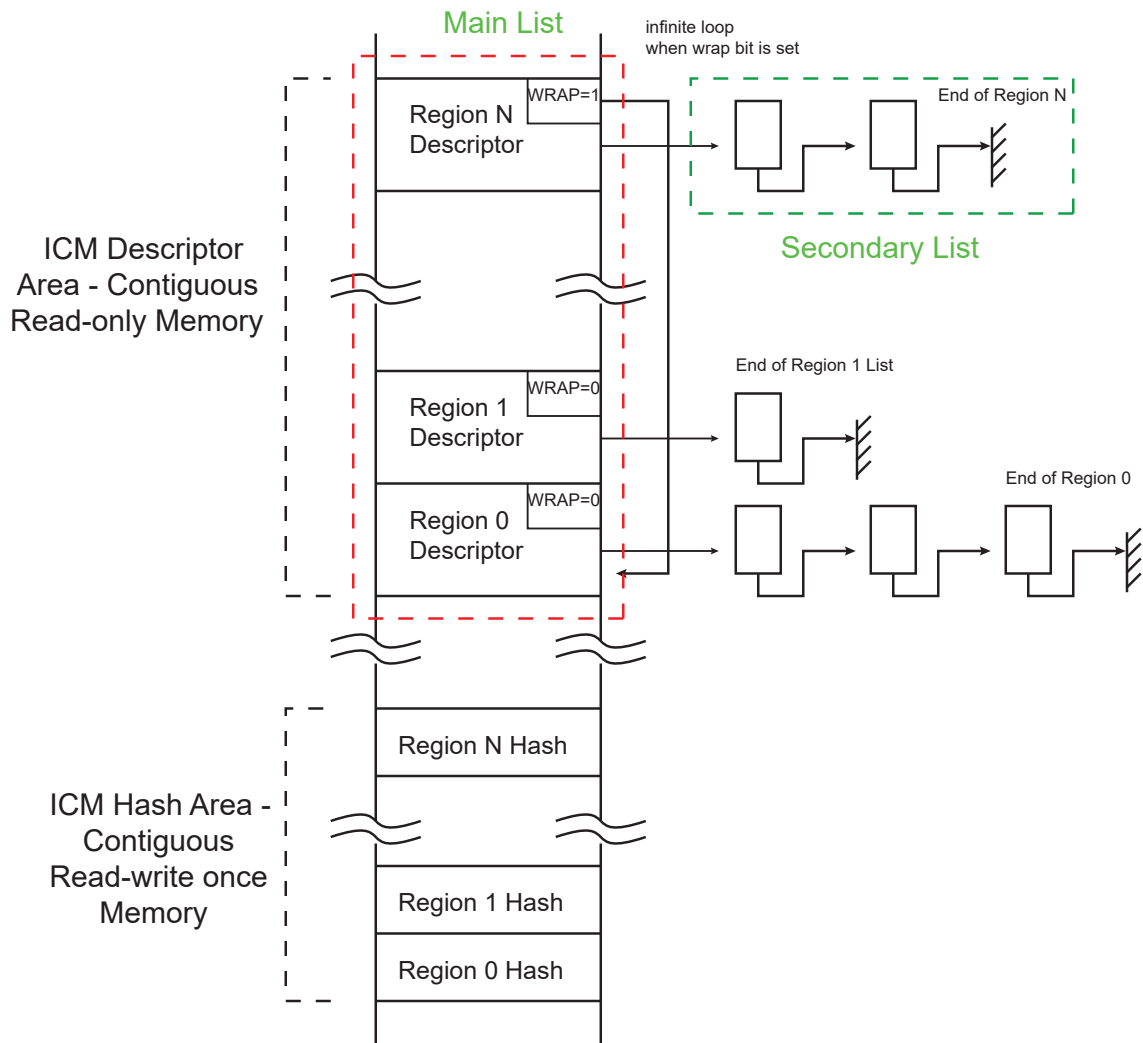 Main List
infinite loop
when wrap bit is set
WRAP=1
Region N
Descriptor
End of Region N
Secondary List
ICM Descriptor
Area - Contiguous
Read-only Memory
WRAP=0
Region 1
Descriptor
End of Region 1 List
WRAP=0
Region 0
Descriptor
End of Region 0
Region N Hash
ICM Hash Area -
Contiguous
Read-write once
Memory
Region 1 Hash
Region 0 Hash